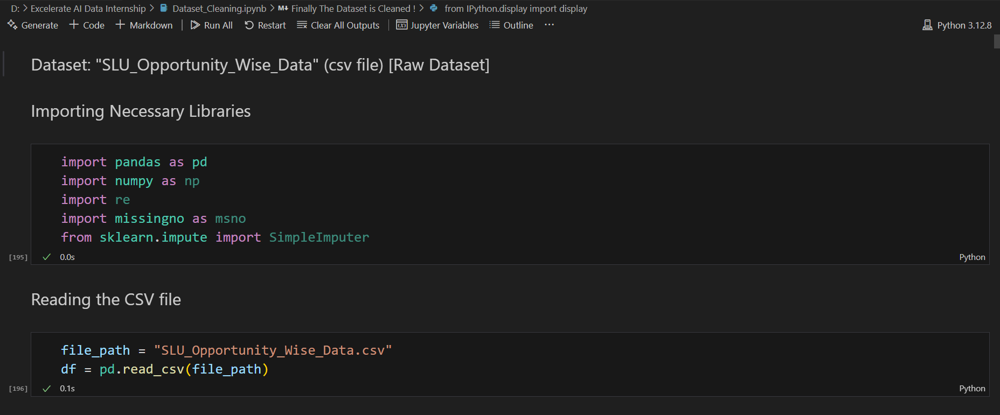 D: > Excelerate AI Data Internship > Dataset_Cleaning.ipynb > M↓ Finally The Dataset is Cleaned ! > from IPython.display import display
Generate + Code + Markdown | Run All Restart Clear All Outputs | Jupyter Variables Outline ··· Python 3.12.8
Dataset: "SLU_Opportunity_Wise_Data" (csv file) [Raw Dataset]
Importing Necessary Libraries
import pandas as pd
import numpy as np
import re
import missingno as msno
from sklearn.impute import SimpleImputer
[195] ✓ 0.0s Python
Reading the CSV file
file_path = "SLU_Opportunity_Wise_Data.csv"
df = pd.read_csv(file_path)
[196] ✓ 0.1s Python